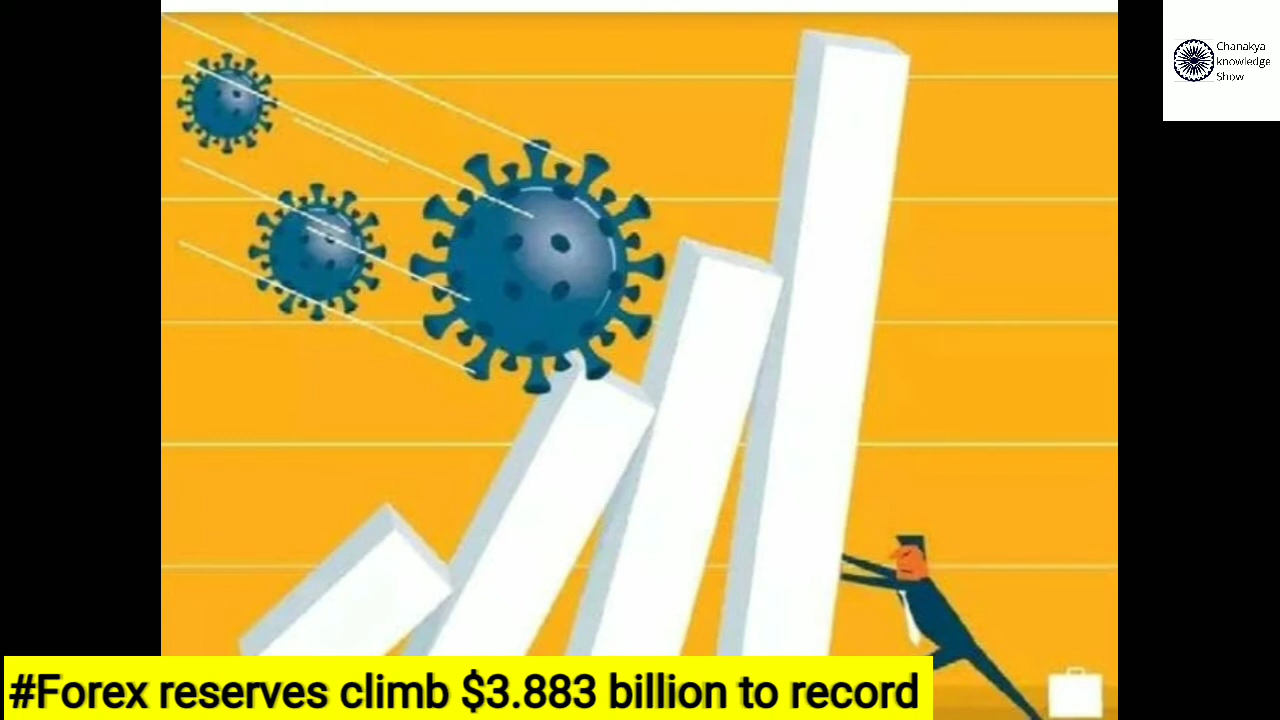 Chanakya
knowledge
Show
#Forex reserves climb $3.883 billion to record